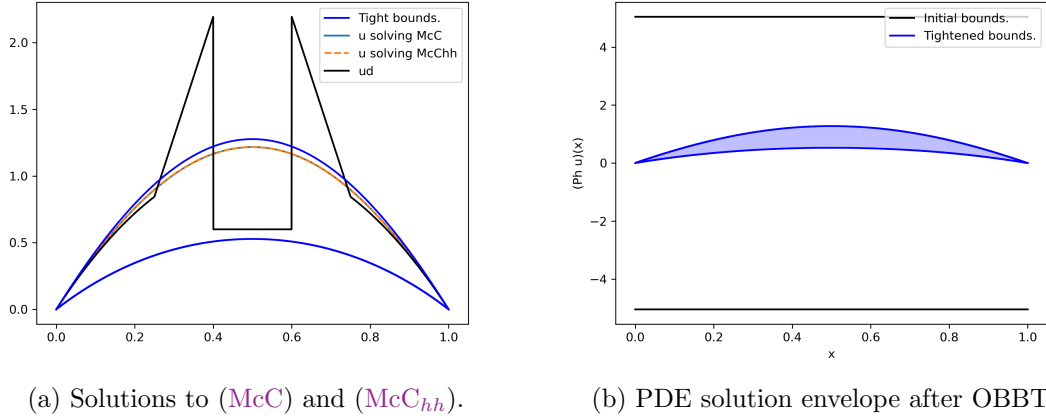 2.0
1.5
1.0
0.5
0.0
0.0 0.2 0.4 0.6 0.8 1.0
Tight bounds.
u solving McC
u solving McChh
ud
(a) Solutions to (McC) and (McC_hh).
(Ph u)(x)
4
2
0
−2
−4
0.0 0.2 0.4 0.6 0.8 1.0
x
Initial bounds.
Tightened bounds.
(b) PDE solution envelope after OBBT